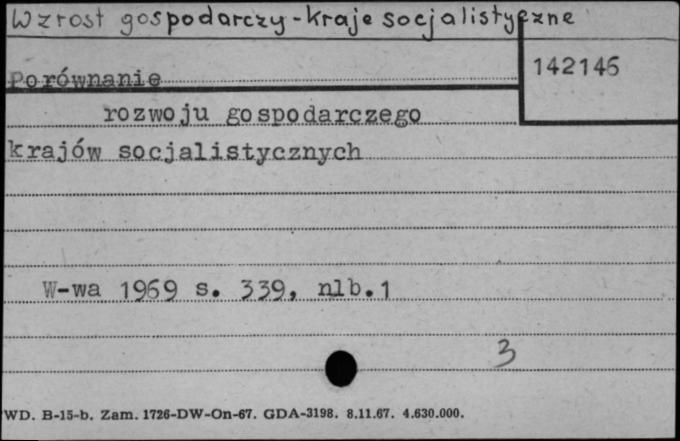 Wzrost gospodarczy-kraje socjalistyczne
142146
Porównanie
rozwoju gospodarczego
krajów socjalistycznych
W-wa 1969 s. 339, nlb.1
3
WD. B-15-b. Zam. 1726-DW-On-67. GDA-3198. 8.11.67. 4.630.000.